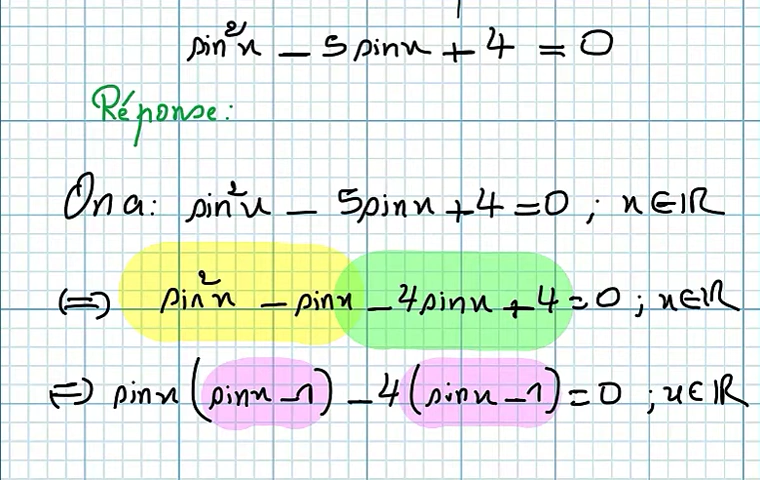 sin²x − 5sinx + 4 = 0
Réponse:
On a: sin²x − 5sinx + 4 = 0 ; x ∈ ℝ
⟺ sin²x − sinx − 4sinx + 4 = 0 ; x ∈ ℝ
⟺ sinx (sinx − 1) − 4 (sinx − 1) = 0 ; x ∈ ℝ